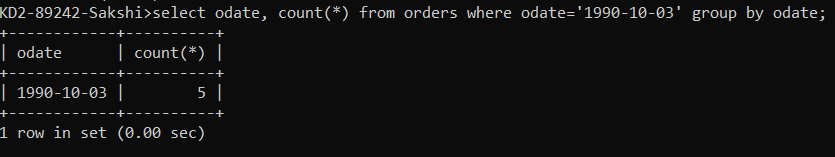 KD2-89242-Sakshi>select odate, count(*) from orders where odate='1990-10-03' group by odate;
+------------+----------+
| odate      | count(*) |
+------------+----------+
| 1990-10-03 |        5 |
+------------+----------+
1 row in set (0.00 sec)